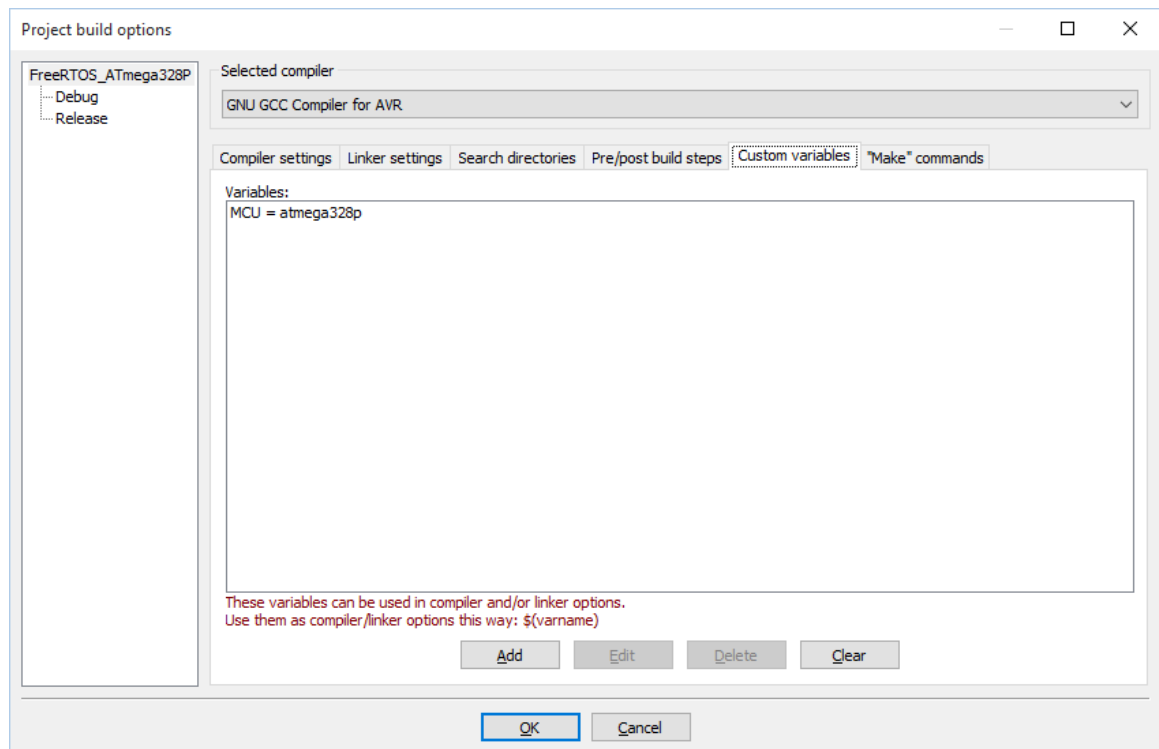 Project build options
FreeRTOS_ATmega328P
Debug
Release
Selected compiler
GNU GCC Compiler for AVR
Compiler settings Linker settings Search directories Pre/post build steps Custom variables "Make" commands
Variables:
MCU = atmega328p
These variables can be used in compiler and/or linker options.
Use them as compiler/linker options this way: $(varname)
Add Edit Delete Clear
OK Cancel